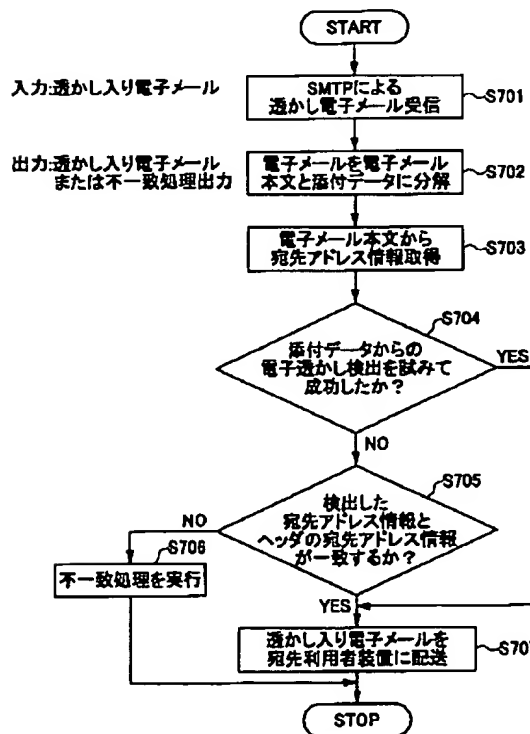 START
入力:透かし入り電子メール
SMTPによる
透かし電子メール受信
S701
出力:透かし入り電子メール
または不一致処理出力
電子メールを電子メール
本文と添付データに分解
S702
電子メール本文から
宛先アドレス情報取得
S703
S704
添付データからの
電子透かし検出を試みて
成功したか？
YES
NO
S705
検出した
宛先アドレス情報と
ヘッダの宛先アドレス情報
が一致するか？
NO
S706
不一致処理を実行
YES
透かし入り電子メールを
宛先利用者装置に配送
S707
STOP